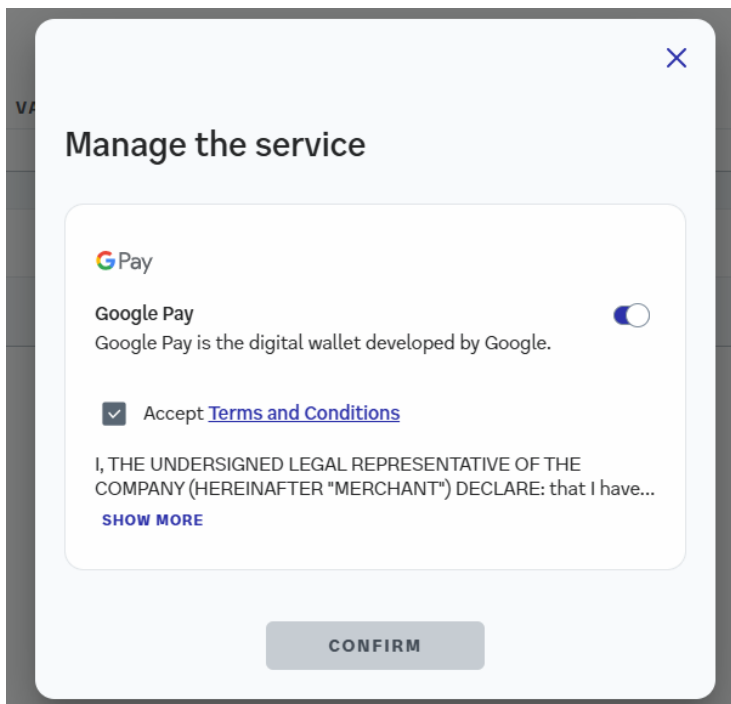 VA
Manage the service
G Pay
Google Pay
Google Pay is the digital wallet developed by Google.
Accept Terms and Conditions
I, THE UNDERSIGNED LEGAL REPRESENTATIVE OF THE
COMPANY (HEREINAFTER "MERCHANT") DECLARE: that I have...
SHOW MORE
CONFIRM